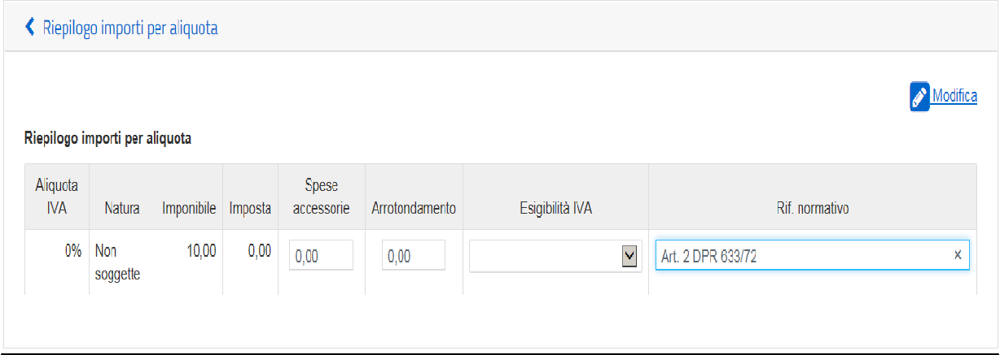 Riepilogo importi per aliquota
Modifica
Riepilogo importi per aliquota
Aliquota IVA Natura Imponibile Imposta Spese accessorie Arrotondamento Esigibilità IVA Rif. normativo
0% Non soggette 10,00 0,00 0,00 0,00 Art. 2 DPR 633/72 ×